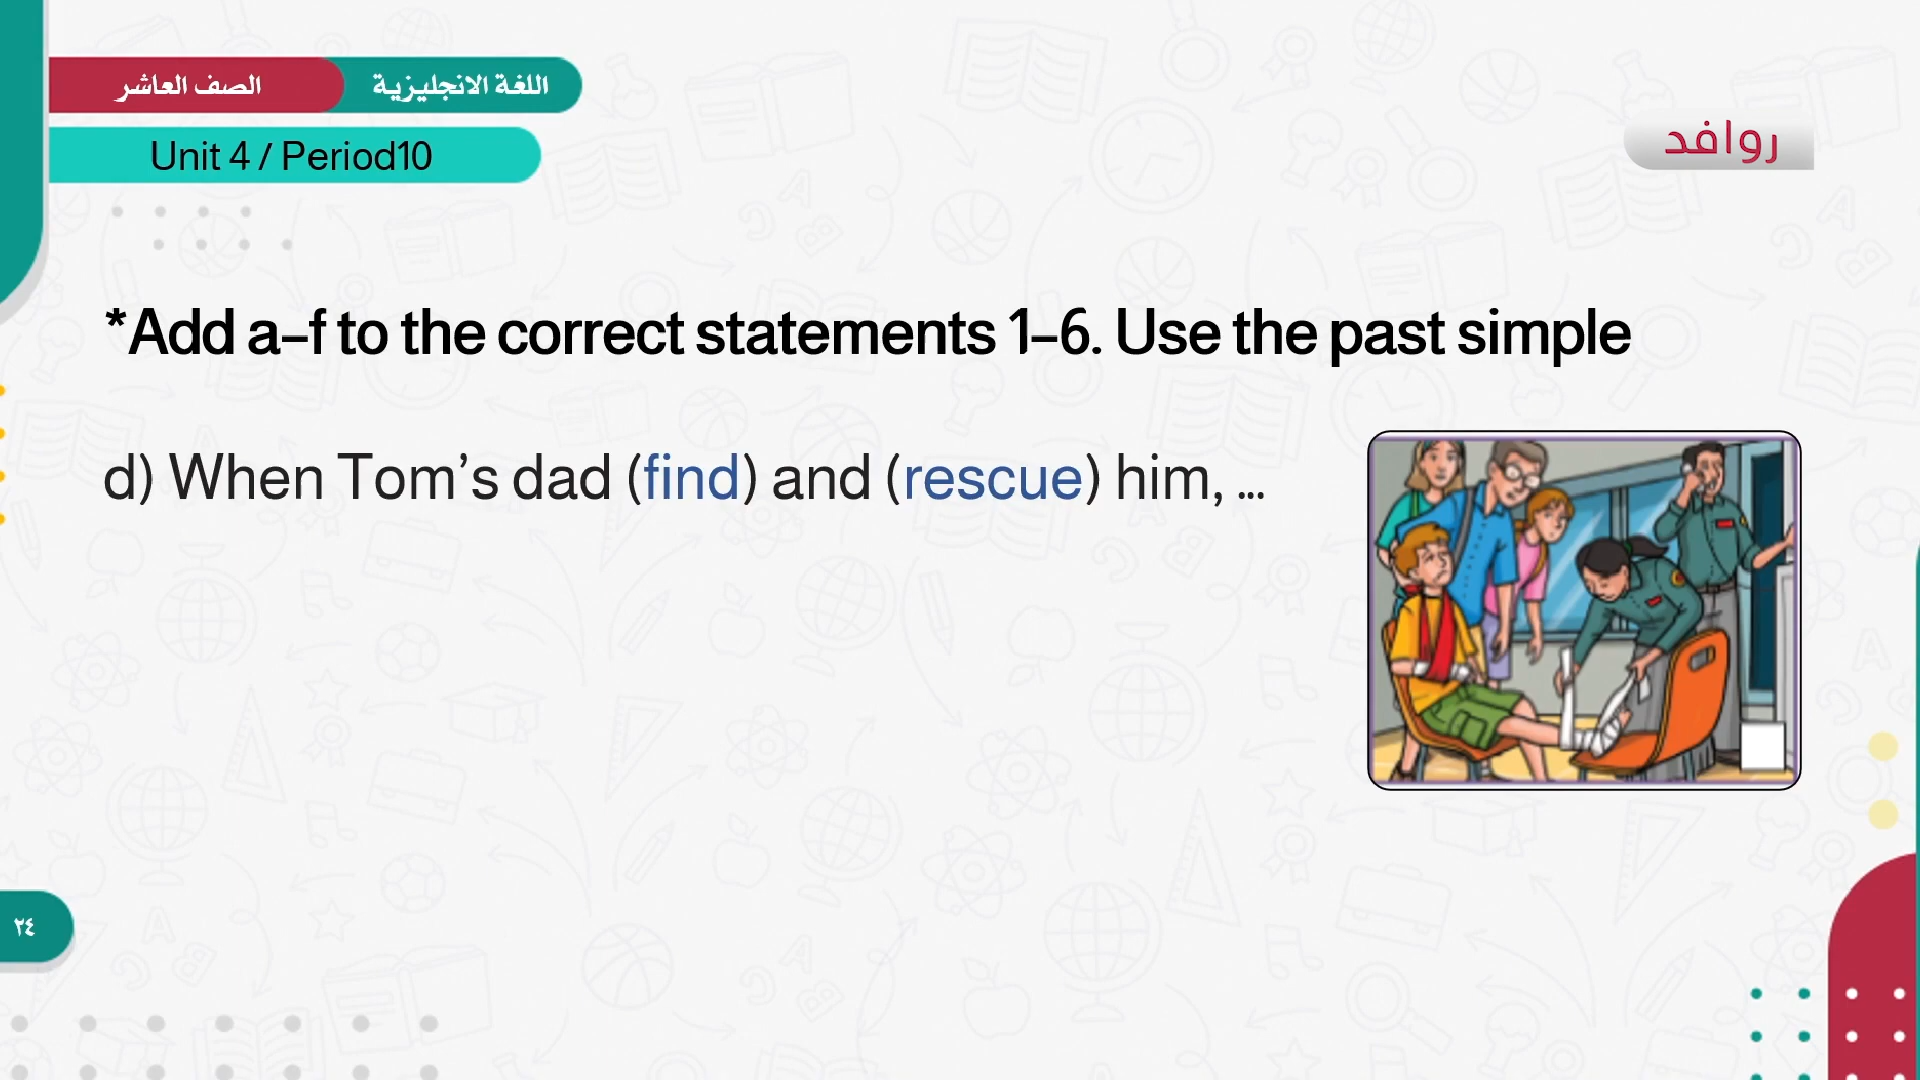 اللغة الانجليزية
الصف العاشر
Unit 4 / Period10
روافد
*Add a–f to the correct statements 1–6. Use the past simple
d) When Tom’s dad (find) and (rescue) him, ...
٢٤